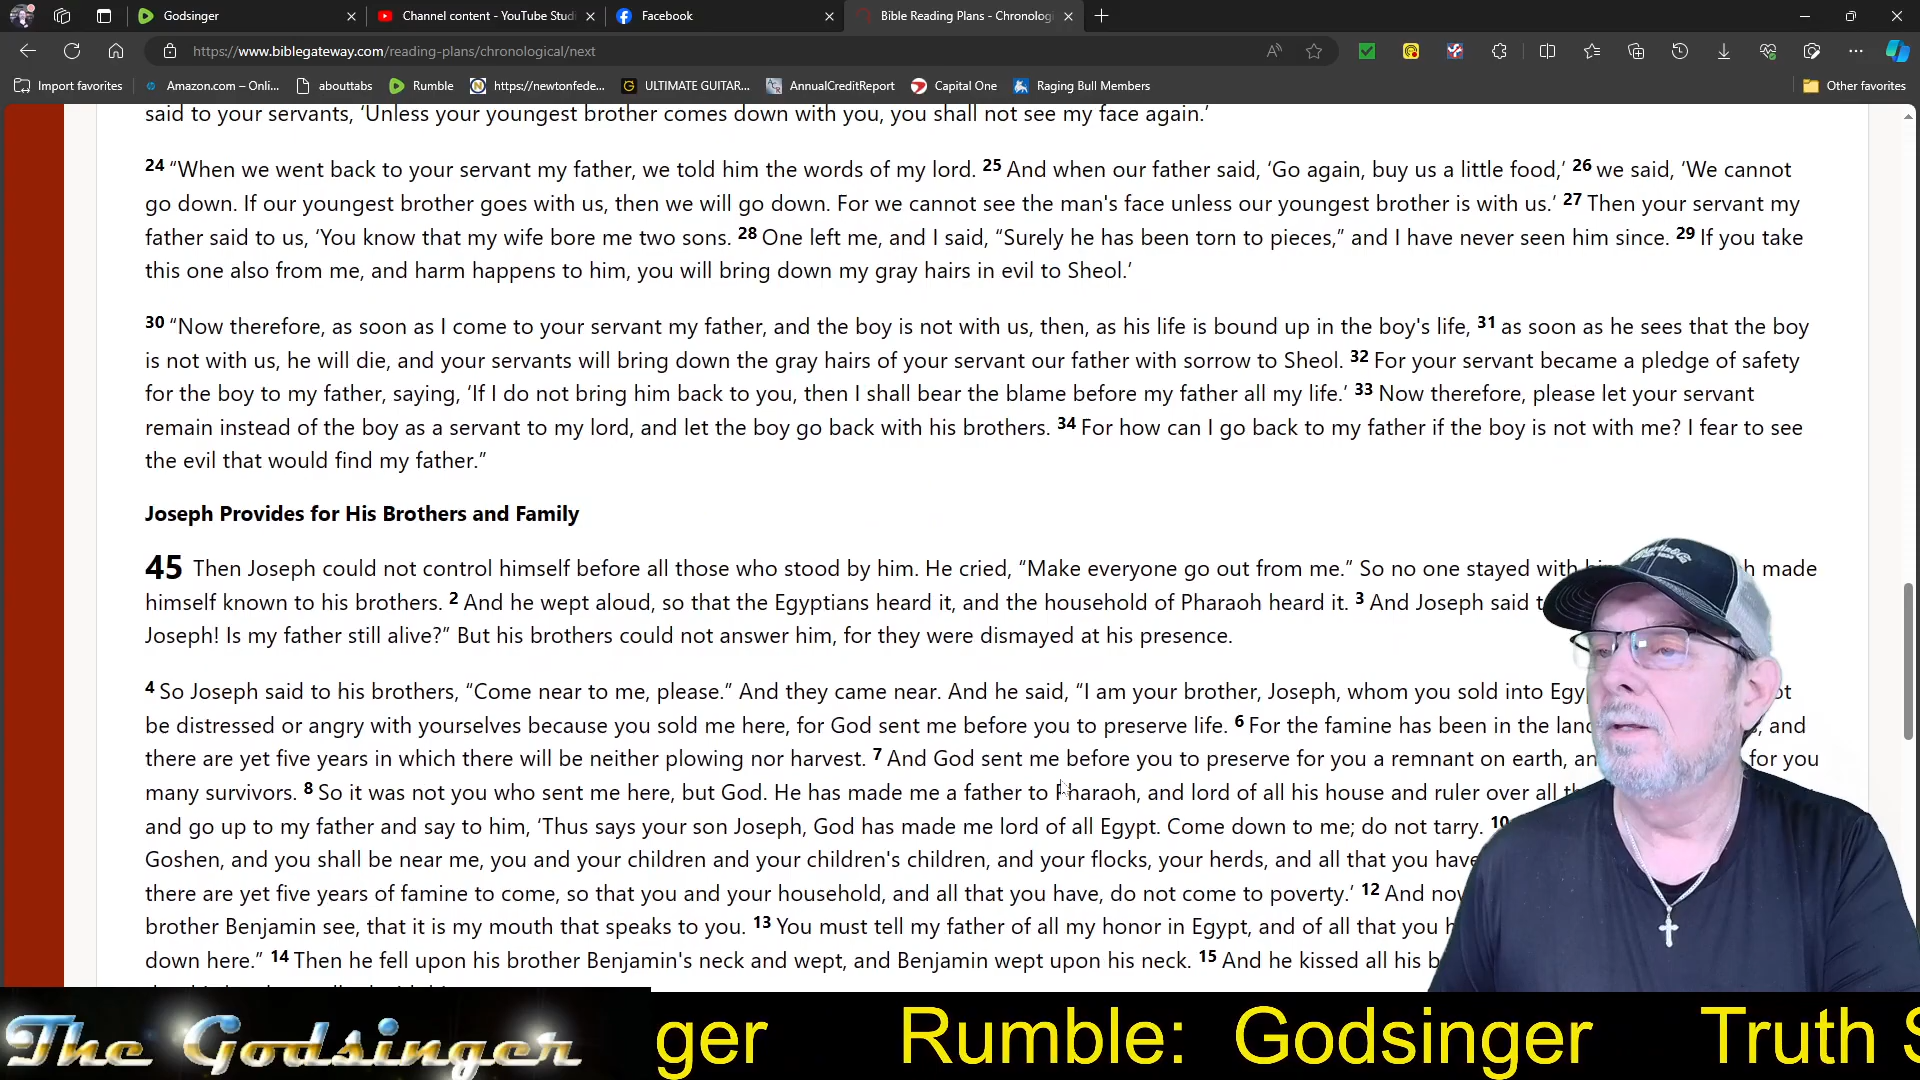 Godsinger
Channel content - YouTube Studi
Facebook
Bible Reading Plans - Chronolog
https://www.biblegateway.com/reading-plans/chronological/next
Import favorites
Amazon.com – Onli...
abouttabs
Rumble
https://newtonfede...
ULTIMATE GUITAR...
AnnualCreditReport
Capital One
Raging Bull Members
Other favorites
said to your servants, ‘Unless your youngest brother comes down with you, you shall not see my face again.’
24 “When we went back to your servant my father, we told him the words of my lord. 25 And when our father said, ‘Go again, buy us a little food,’ 26 we said, ‘We cannot
go down. If our youngest brother goes with us, then we will go down. For we cannot see the man's face unless our youngest brother is with us.’ 27 Then your servant my
father said to us, ‘You know that my wife bore me two sons. 28 One left me, and I said, “Surely he has been torn to pieces,” and I have never seen him since. 29 If you take
this one also from me, and harm happens to him, you will bring down my gray hairs in evil to Sheol.’
30 “Now therefore, as soon as I come to your servant my father, and the boy is not with us, then, as his life is bound up in the boy's life, 31 as soon as he sees that the boy
is not with us, he will die, and your servants will bring down the gray hairs of your servant our father with sorrow to Sheol. 32 For your servant became a pledge of safety
for the boy to my father, saying, ‘If I do not bring him back to you, then I shall bear the blame before my father all my life.’ 33 Now therefore, please let your servant
remain instead of the boy as a servant to my lord, and let the boy go back with his brothers. 34 For how can I go back to my father if the boy is not with me? I fear to see
the evil that would find my father.”
Joseph Provides for His Brothers and Family
45 Then Joseph could not control himself before all those who stood by him. He cried, “Make everyone go out from me.” So no one stayed with made
himself known to his brothers. 2 And he wept aloud, so that the Egyptians heard it, and the household of Pharaoh heard it. 3 And Joseph said
Joseph! Is my father still alive?” But his brothers could not answer him, for they were dismayed at his presence.
4 So Joseph said to his brothers, “Come near to me, please.” And they came near. And he said, “I am your brother, Joseph, whom you sold into
be distressed or angry with yourselves because you sold me here, for God sent me before you to preserve life. 6 For the famine has been in the and
there are yet five years in which there will be neither plowing nor harvest. 7 And God sent me before you to preserve for you a remnant on earth, for you
many survivors. 8 So it was not you who sent me here, but God. He has made me a father to Pharaoh, and lord of all his house and ruler over all
and go up to my father and say to him, ‘Thus says your son Joseph, God has made me lord of all Egypt. Come down to me; do not tarry. 10
Goshen, and you shall be near me, you and your children and your children's children, and your flocks, your herds, and all that you have
there are yet five years of famine to come, so that you and your household, and all that you have, do not come to poverty.’ 12 And
brother Benjamin see, that it is my mouth that speaks to you. 13 You must tell my father of all my honor in Egypt, and of all that you
down here.” 14 Then he fell upon his brother Benjamin's neck and wept, and Benjamin wept upon his neck. 15 And he kissed all his
The Godsinger
ger Rumble: Godsinger Truth S